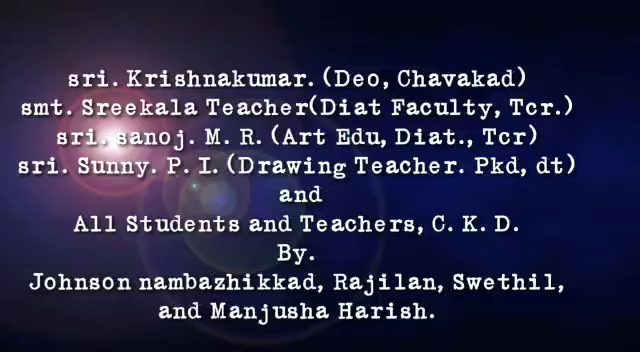 sri. Krishnakumar. (Deo, Chavakad)
smt. Sreekala Teacher(Diat Faculty, Tcr.)
sri. sanoj. M. R. (Art Edu, Diat., Tcr)
sri. Sunny. P. I. (Drawing Teacher. Pkd, dt)
and
All Students and Teachers, C. K. D.
By.
Johnson nambazhikkad, Rajilan, Swethil,
and Manjusha Harish.